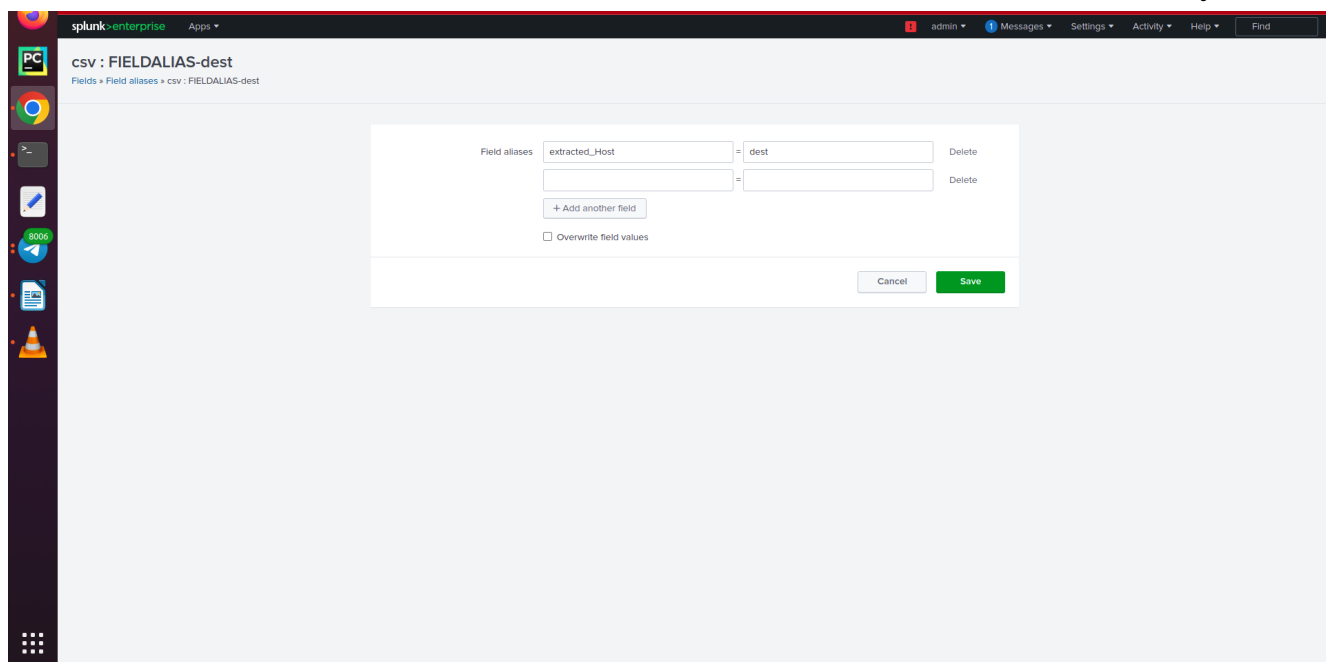 splunk>enterprise Apps ▾ ! admin ▾ 1 Messages ▾ Settings ▾ Activity ▾ Help ▾ Find
csv : FIELDALIAS-dest
Fields » Field aliases » csv : FIELDALIAS-dest
Field aliases extracted_Host = dest Delete
= Delete
+ Add another field
Overwrite field values
Cancel Save
PC
>_
8006